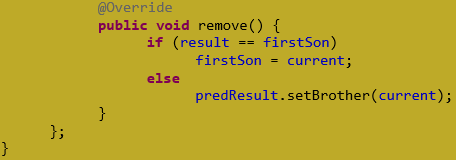 @Override
public void remove() {
if (result == firstSon)
firstSon = current;
else
predResult.setBrother(current);
}
};
}